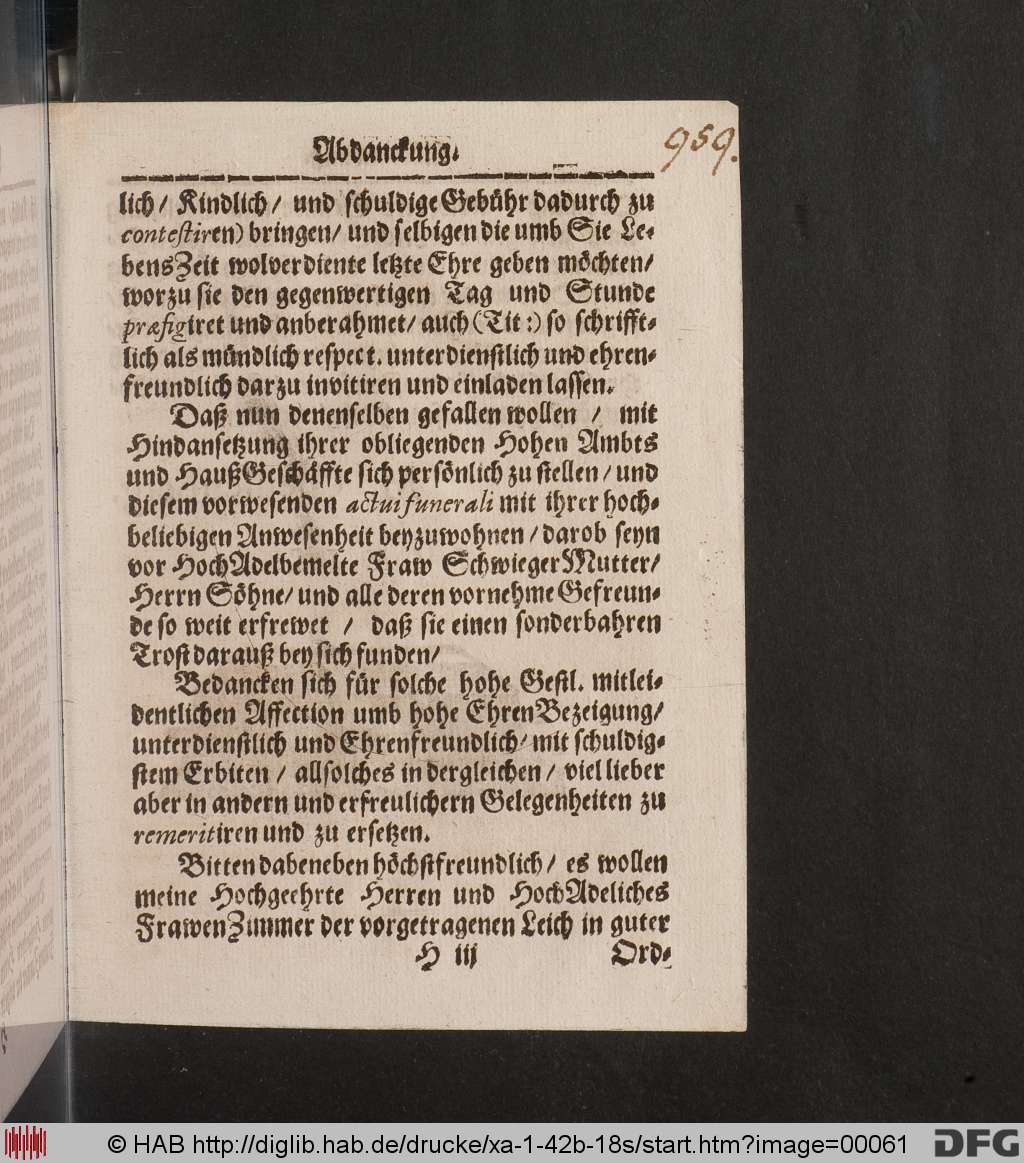 Abdanckung.
959.
lich/ Kindlich/ und schuldige Gebühr dadurch zu
contestiren) bringen/ und selbigen die umb Sie Le-
bensZeit wolverdiente letzte Ehre geben möchten/
worzu sie den gegenwertigen Tag und Stunde
præfigiret und anberahmet/ auch (Tit:) so schrifft-
lich als mündlich respect. unterdienstlich und ehren-
freundlich darzu invitiren und einladen lassen.
Daß nun denenselben gefallen wollen / mit
Hindansetzung ihrer obliegenden Hohen Ambts
und HaußGeschäffte sich persönlich zu stellen/ und
diesem vorwesenden actui funerali mit ihrer hoch-
beliebigen Anwesenheit beyzuwohnen/ darob seyn
vor HochAdelbemelte Fraw SchwiegerMutter/
Herrn Söhne/ und alle deren vornehme Gefreun-
de so weit erfrewet / daß sie einen sonderbahren
Trost darauß bey sich funden/
Bedancken sich für solche hohe Gestl. mitlei-
dentlichen Affection umb hohe EhrenBezeigung/
unterdienstlich und Ehrenfreundlich/ mit schuldig-
stem Erbiten / allsolches in dergleichen/ viel lieber
aber in andern und erfreulichern Gelegenheiten zu
remeritiren und zu ersetzen.
Bitten dabeneben höchstfreundlich/ es wollen
meine Hochgeehrte Herren und HochAdeliches
FrawenZimmer der vorgetragenen Leich in guter
H iij Ord-
© HAB http://diglib.hab.de/drucke/xa-1-42b-18s/start.htm?image=00061
DFG